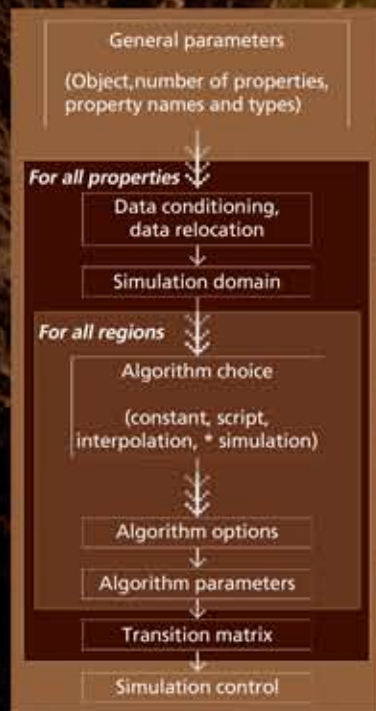 General parameters
(Object,number of properties,
property names and types)
For all properties
Data conditioning,
data relocation
Simulation domain
For all regions
Algorithm choice
(constant, script,
interpolation, * simulation)
Algorithm options
Algorithm parameters
Transition matrix
Simulation control